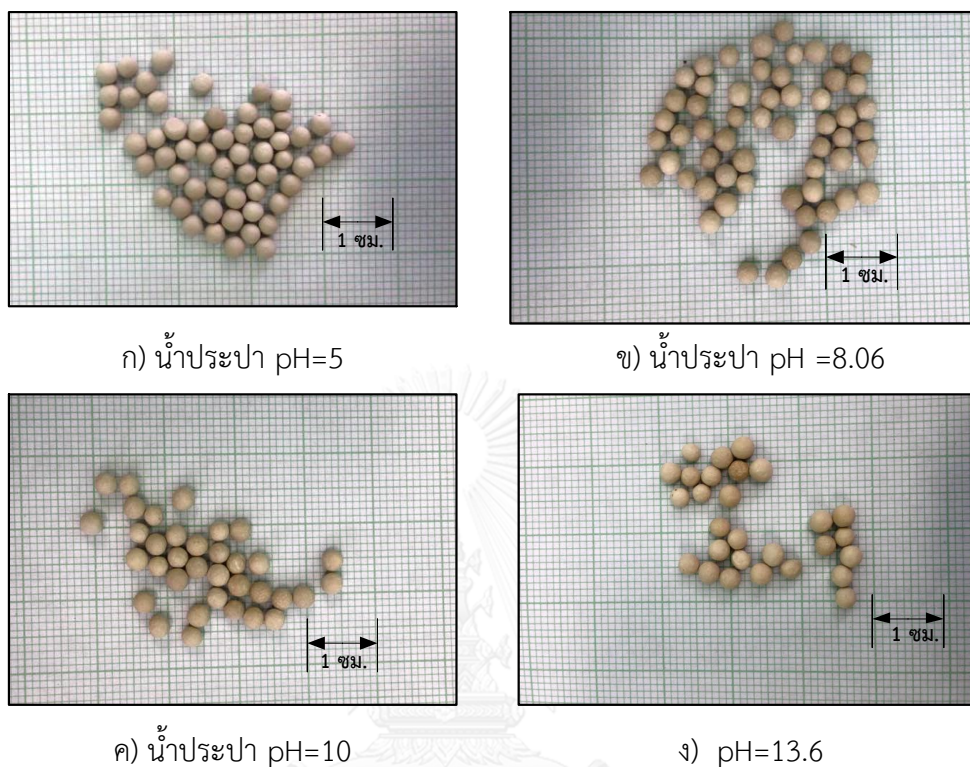 1 ซม.
1 ซม.
ก) น้ำประปา pH=5
ข) น้ำประปา pH =8.06
1 ซม.
1 ซม.
ค) น้ำประปา pH=10
ง) pH=13.6